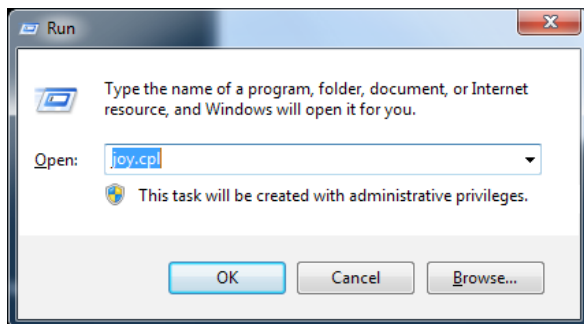 Run
Type the name of a program, folder, document, or Internet
resource, and Windows will open it for you.
Open: joy.cpl
This task will be created with administrative privileges.
OK Cancel Browse...